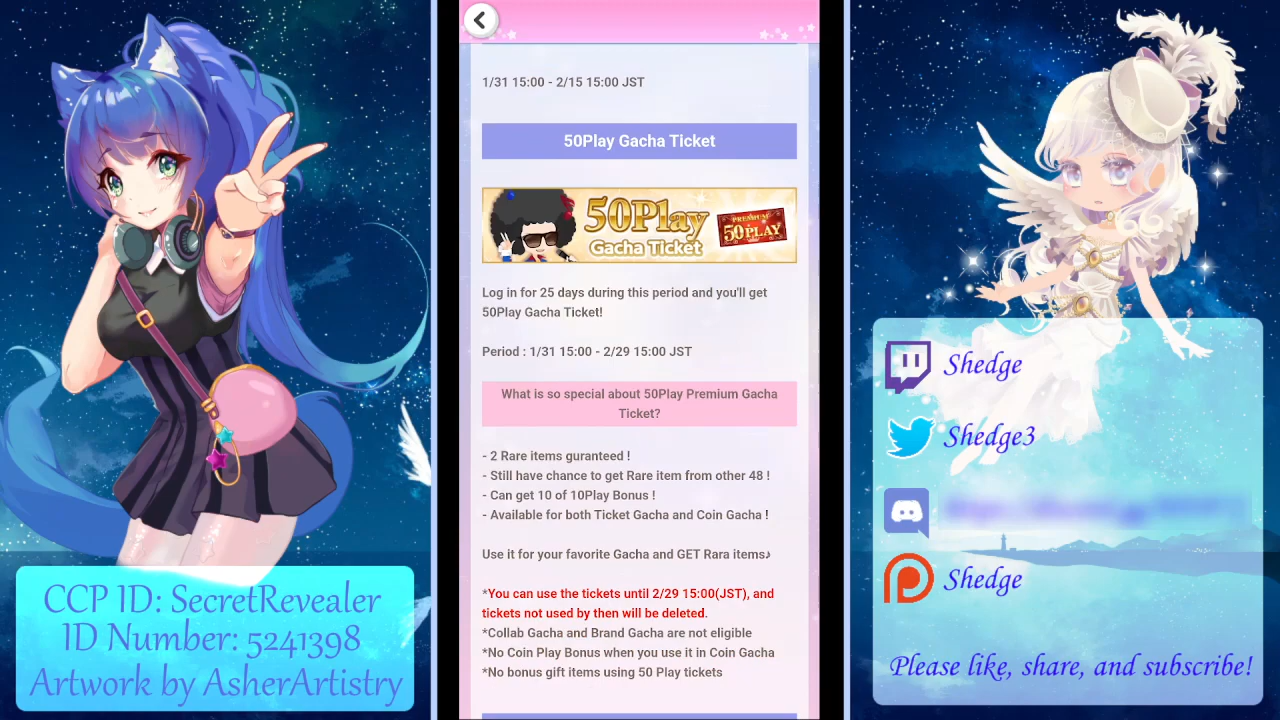 CCP ID: SecretRevealer
ID Number: 5241398
Artwork by AsherArtistry
1/31 15:00 - 2/15 15:00 JST
50Play Gacha Ticket
50Play
Gacha Ticket
PREMIUM
50PLAY
Log in for 25 days during this period and you'll get
50Play Gacha Ticket!
Period : 1/31 15:00 - 2/29 15:00 JST
What is so special about 50Play Premium Gacha
Ticket?
- 2 Rare items guranteed !
- Still have chance to get Rare item from other 48 !
- Can get 10 of 10Play Bonus !
- Available for both Ticket Gacha and Coin Gacha !
Use it for your favorite Gacha and GET Rara items♪
*You can use the tickets until 2/29 15:00(JST), and
tickets not used by then will be deleted.
*Collab Gacha and Brand Gacha are not eligible
*No Coin Play Bonus when you use it in Coin Gacha
*No bonus gift items using 50 Play tickets
Shedge
Shedge3
Shedge
Please like, share, and subscribe!